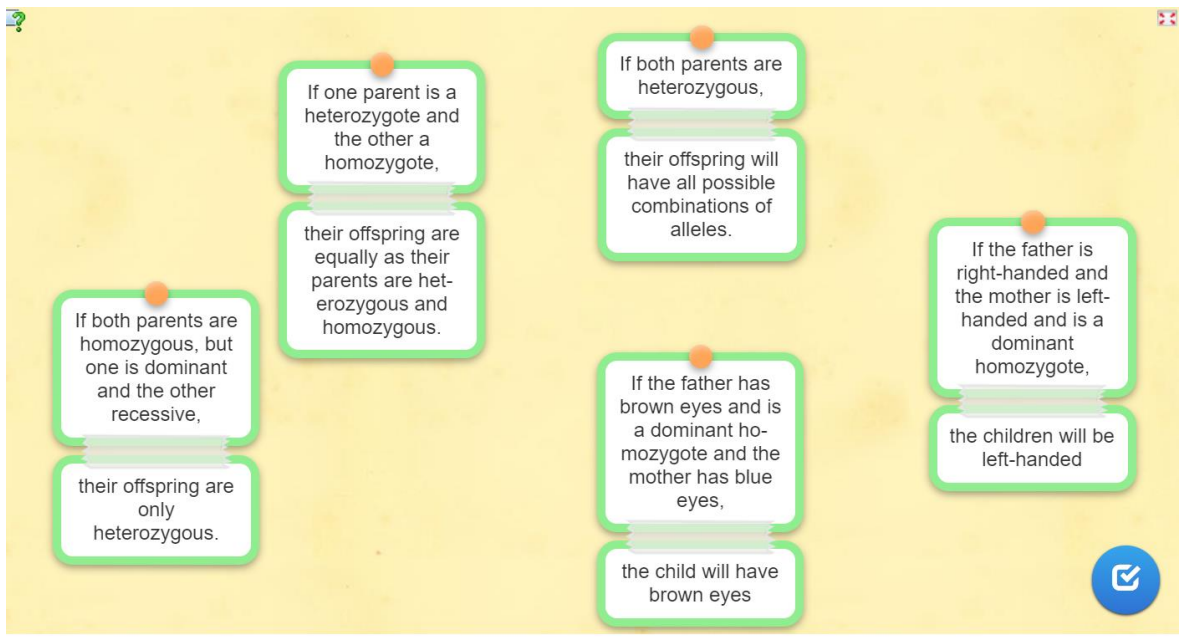 If one parent is a
heterozygote and
the other a
homozygote,
their offspring are
equally as their
parents are het-
erozygous and
homozygous.
If both parents are
heterozygous,
their offspring will
have all possible
combinations of
alleles.
If the father is
right-handed and
the mother is left-
handed and is a
dominant
homozygote,
the children will be
left-handed
If both parents are
homozygous, but
one is dominant
and the other
recessive,
their offspring are
only
heterozygous.
If the father has
brown eyes and is
a dominant ho-
mozygote and the
mother has blue
eyes,
the child will have
brown eyes